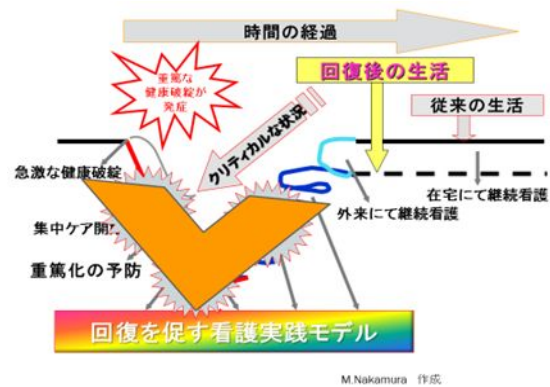 時間の経過
重篤な
健康破綻が
発症
回復後の生活
従来の生活
クリティカルな状況
急激な健康破綻
在宅にて継続看護
外来にて継続看護
集中ケア開
重篤化の予防
回復を促す看護実践モデル
M.Nakamura 作成